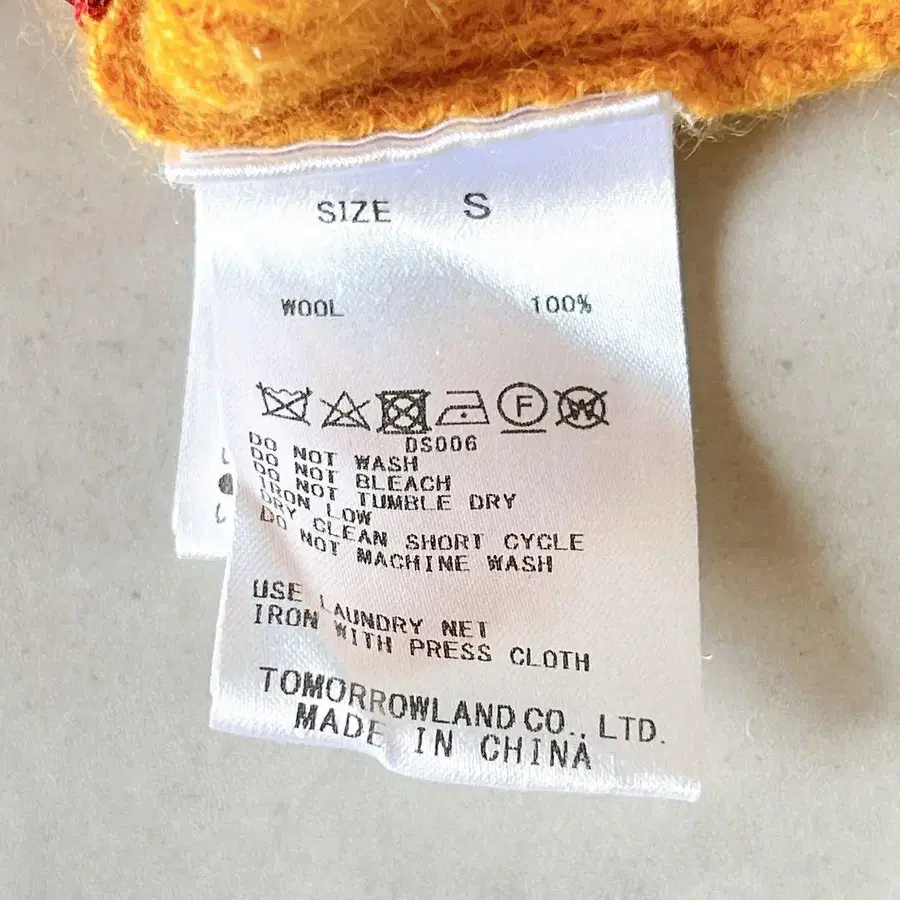 SIZE S
WOOL 100%
F W
DS006
DO NOT WASH
DO NOT BLEACH
DO NOT TUMBLE DRY
IRON LOW
DRY CLEAN SHORT CYCLE
DO NOT MACHINE WASH
USE LAUNDRY NET
IRON WITH PRESS CLOTH
TOMORROWLAND CO., LTD.
MADE IN CHINA